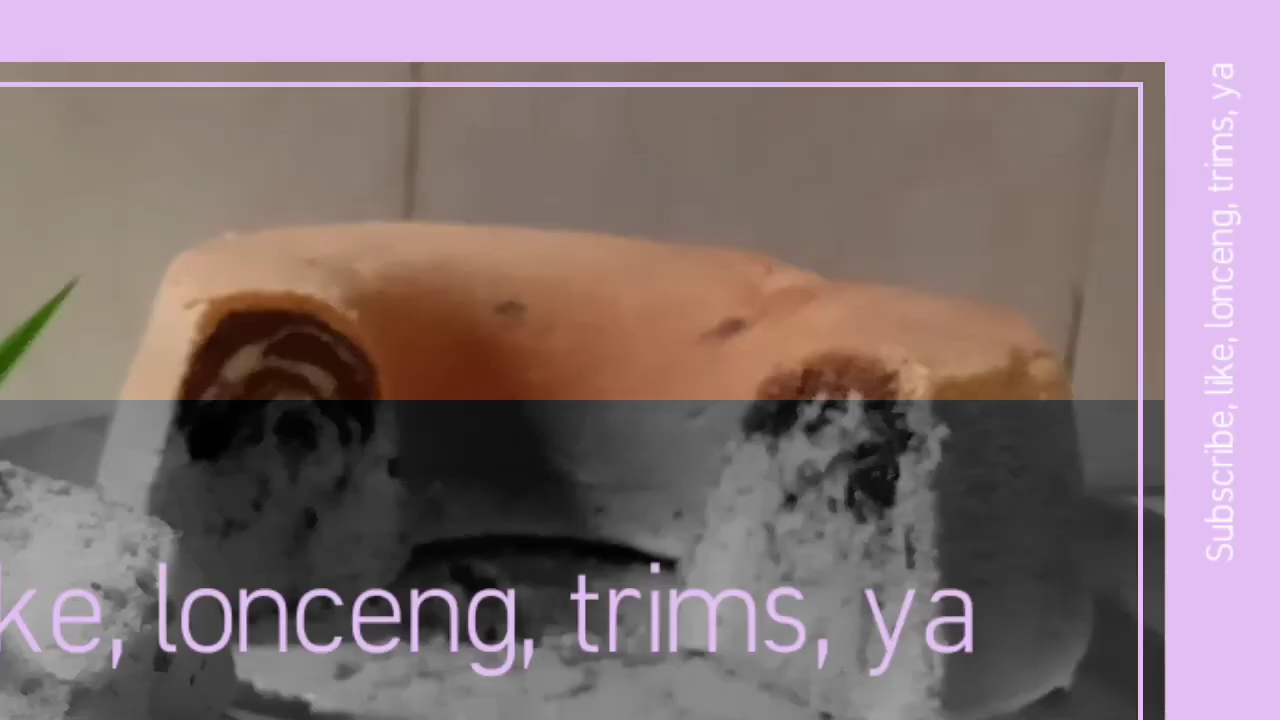 ke, lonceng, trims, ya
Subscribe, like, lonceng, trims, ya